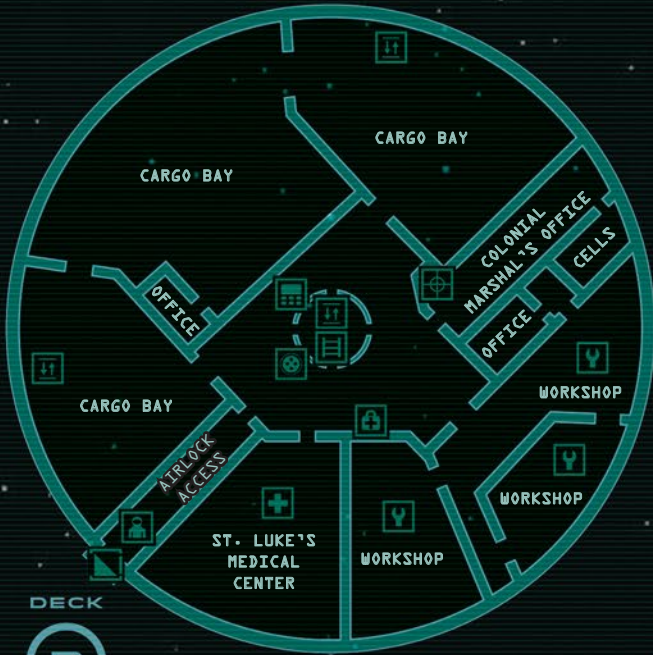 CARGO BAY
CARGO BAY
COLONIAL
MARSHAL'S OFFICE
CELLS
OFFICE
OFFICE
WORKSHOP
CARGO BAY
AIRLOCK
ACCESS
WORKSHOP
ST. LUKE'S
MEDICAL
CENTER
WORKSHOP
DECK